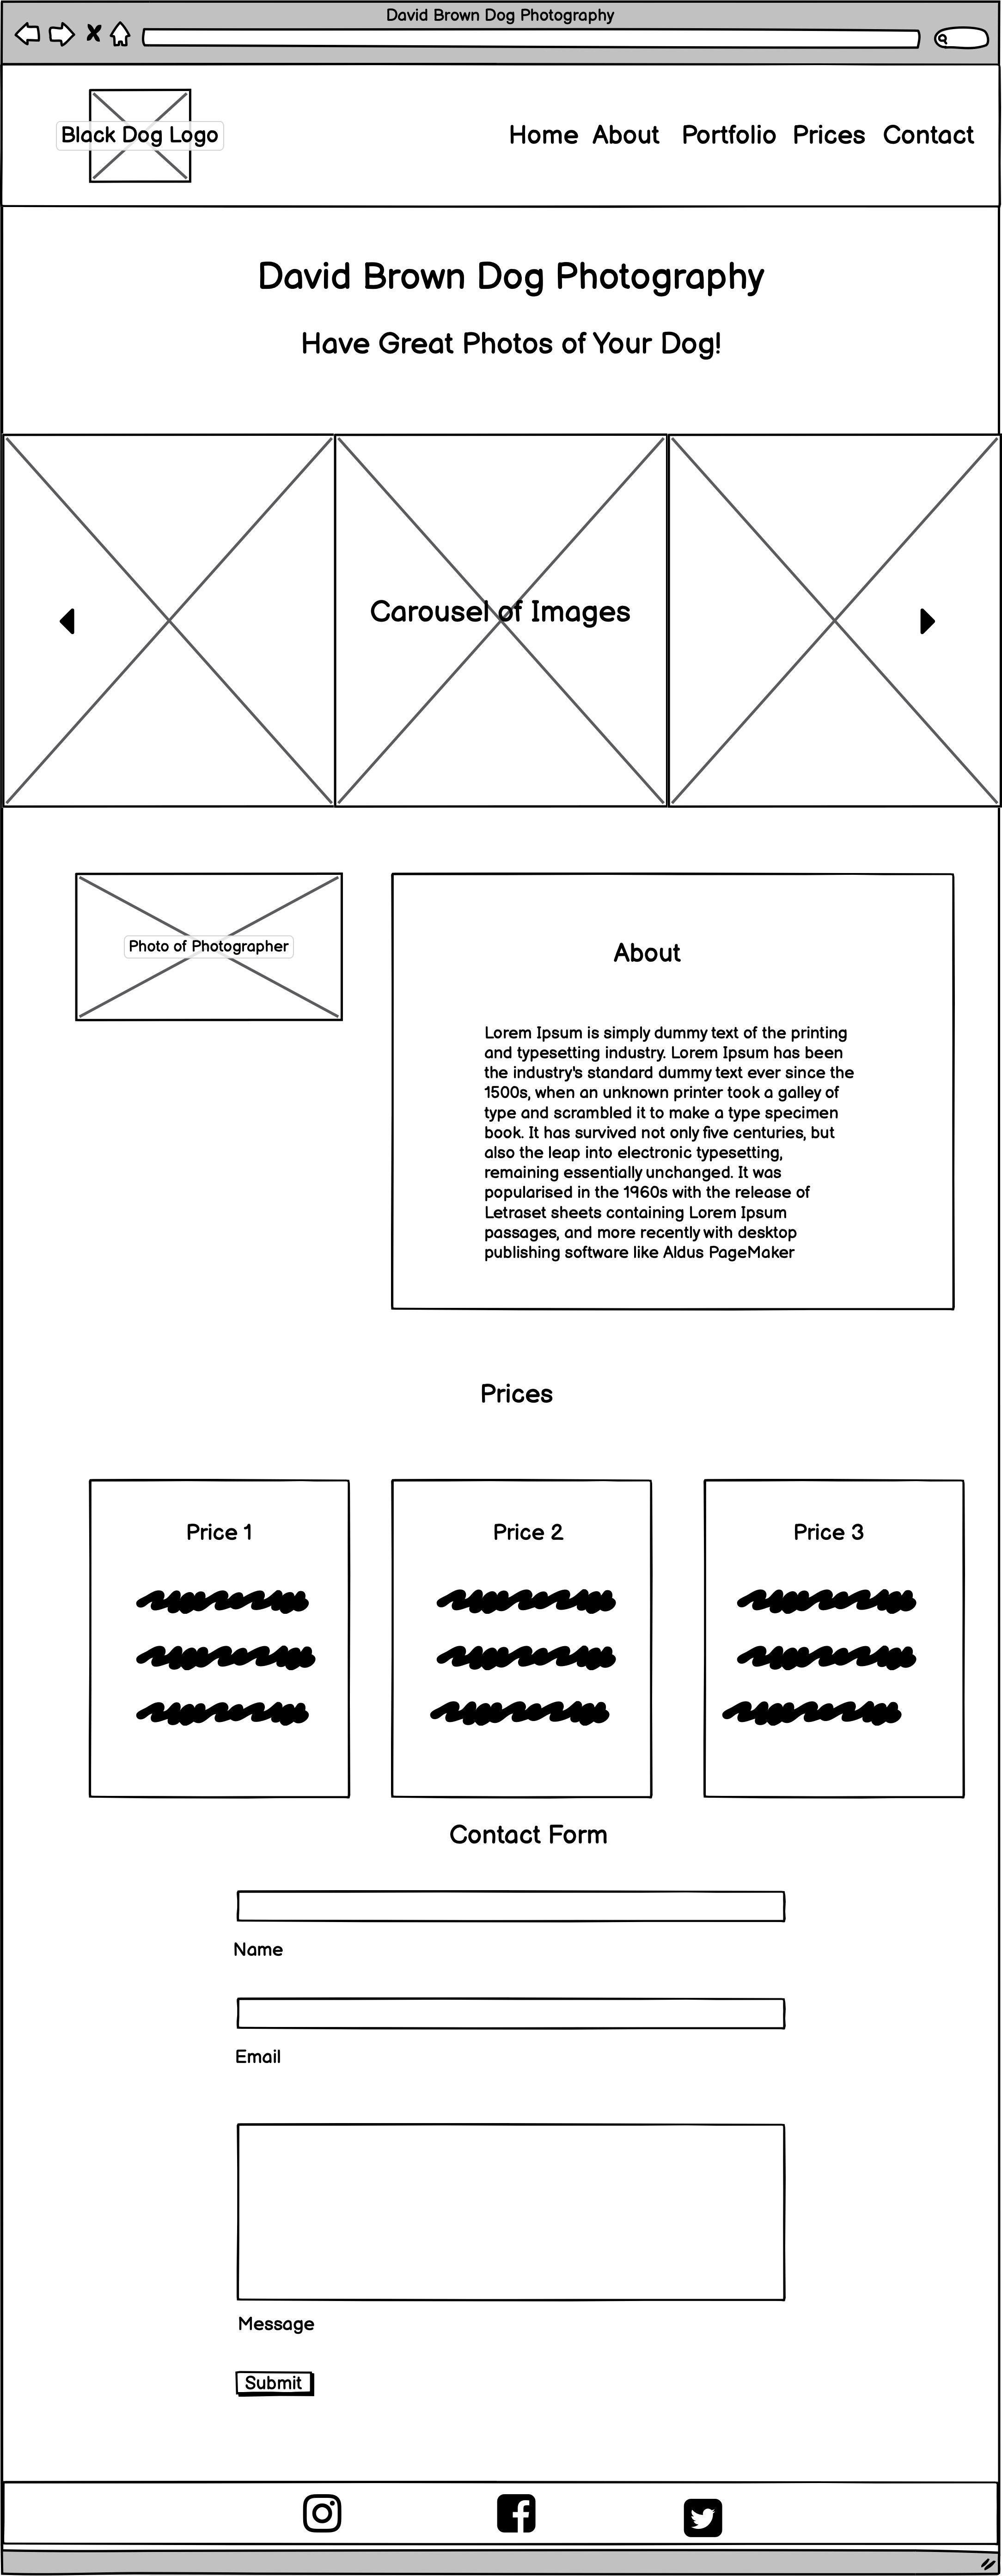 David Brown Dog Photography
Black Dog Logo
Home About Portfolio Prices Contact
David Brown Dog Photography
Have Great Photos of Your Dog!
Carousel of Images
Photo of Photographer
About
Lorem Ipsum is simply dummy text of the printing
and typesetting industry. Lorem Ipsum has been
the industry's standard dummy text ever since the
1500s, when an unknown printer took a galley of
type and scrambled it to make a type specimen
book. It has survived not only five centuries, but
also the leap into electronic typesetting,
remaining essentially unchanged. It was
popularised in the 1960s with the release of
Letraset sheets containing Lorem Ipsum
passages, and more recently with desktop
publishing software like Aldus PageMaker
Prices
Price 1
Price 2
Price 3
Contact Form
Name
Email
Message
Submit